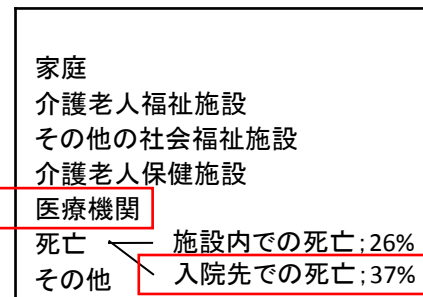 家庭
介護老人福祉施設
その他の社会福祉施設
介護老人保健施設
医療機関
死亡 施設内での死亡;26%
その他 入院先での死亡;37%